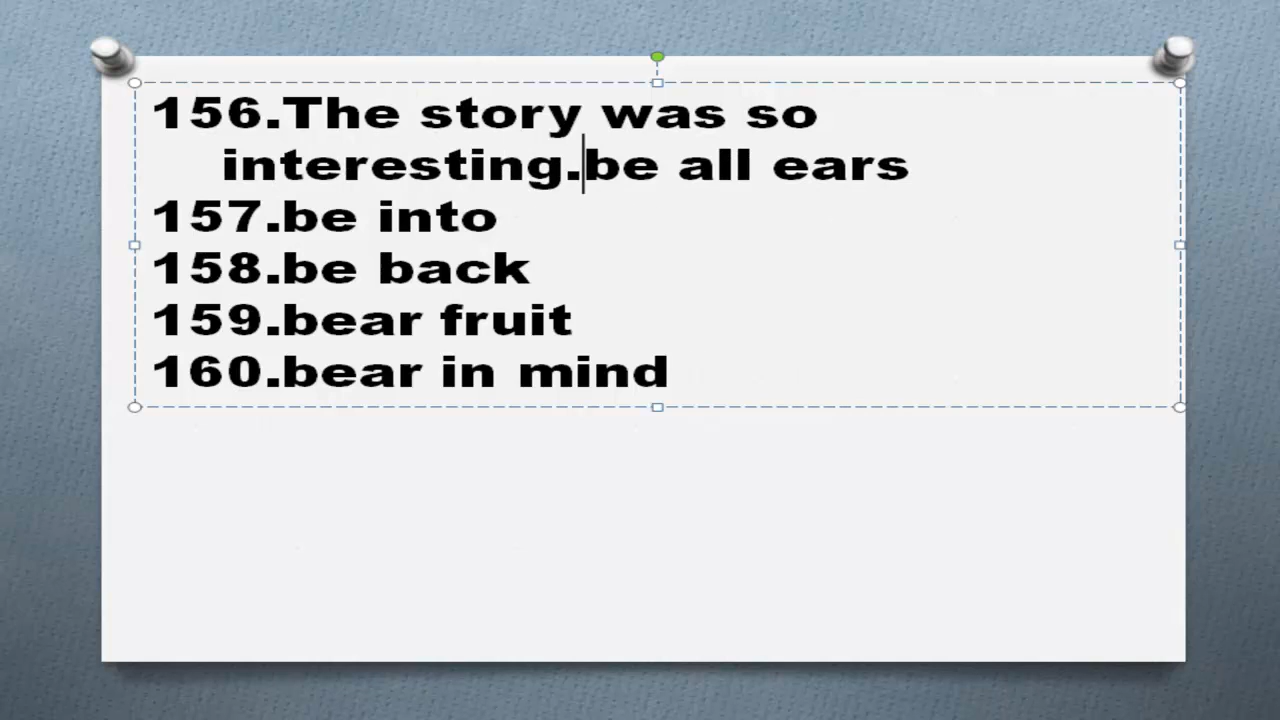 156.The story was so
interesting.be all ears
157.be into
158.be back
159.bear fruit
160.bear in mind